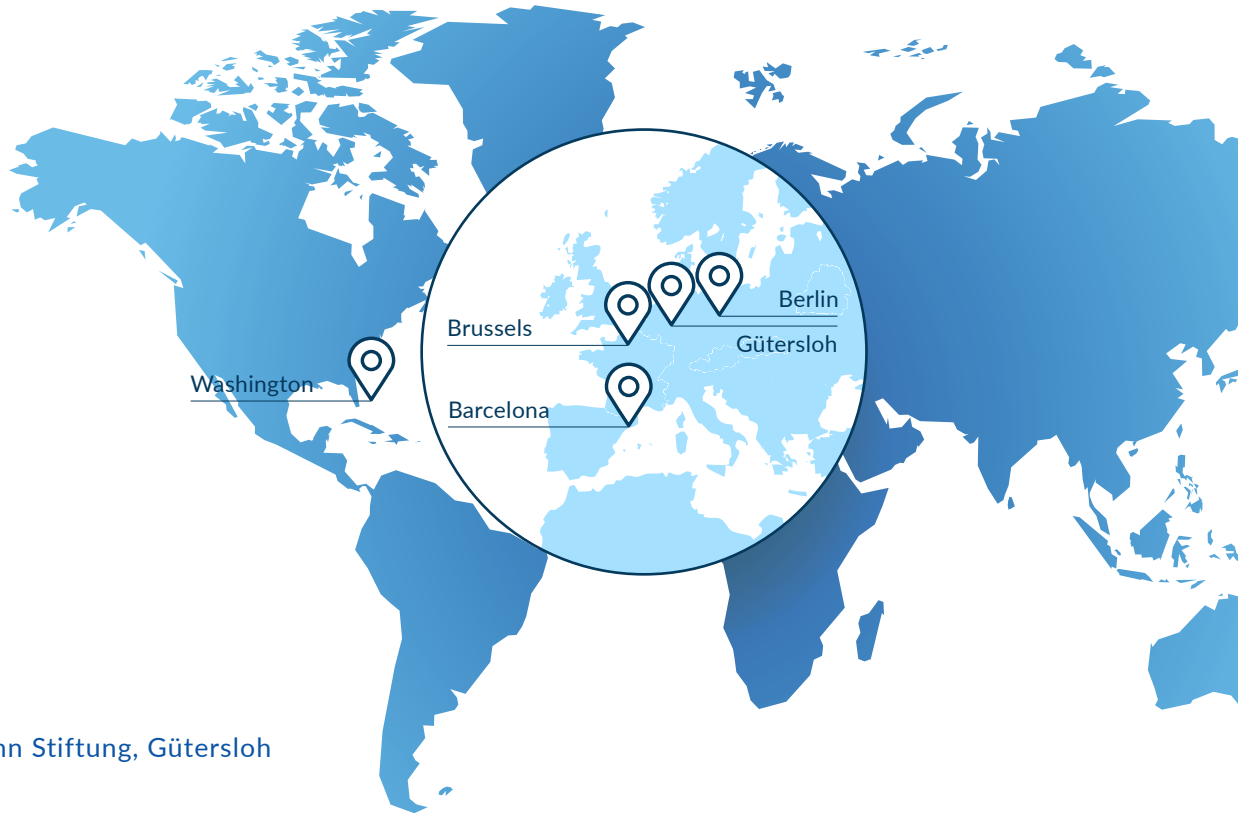 Berlin
Brussels
Gütersloh
Washington
Barcelona
nn Stiftung, Gütersloh